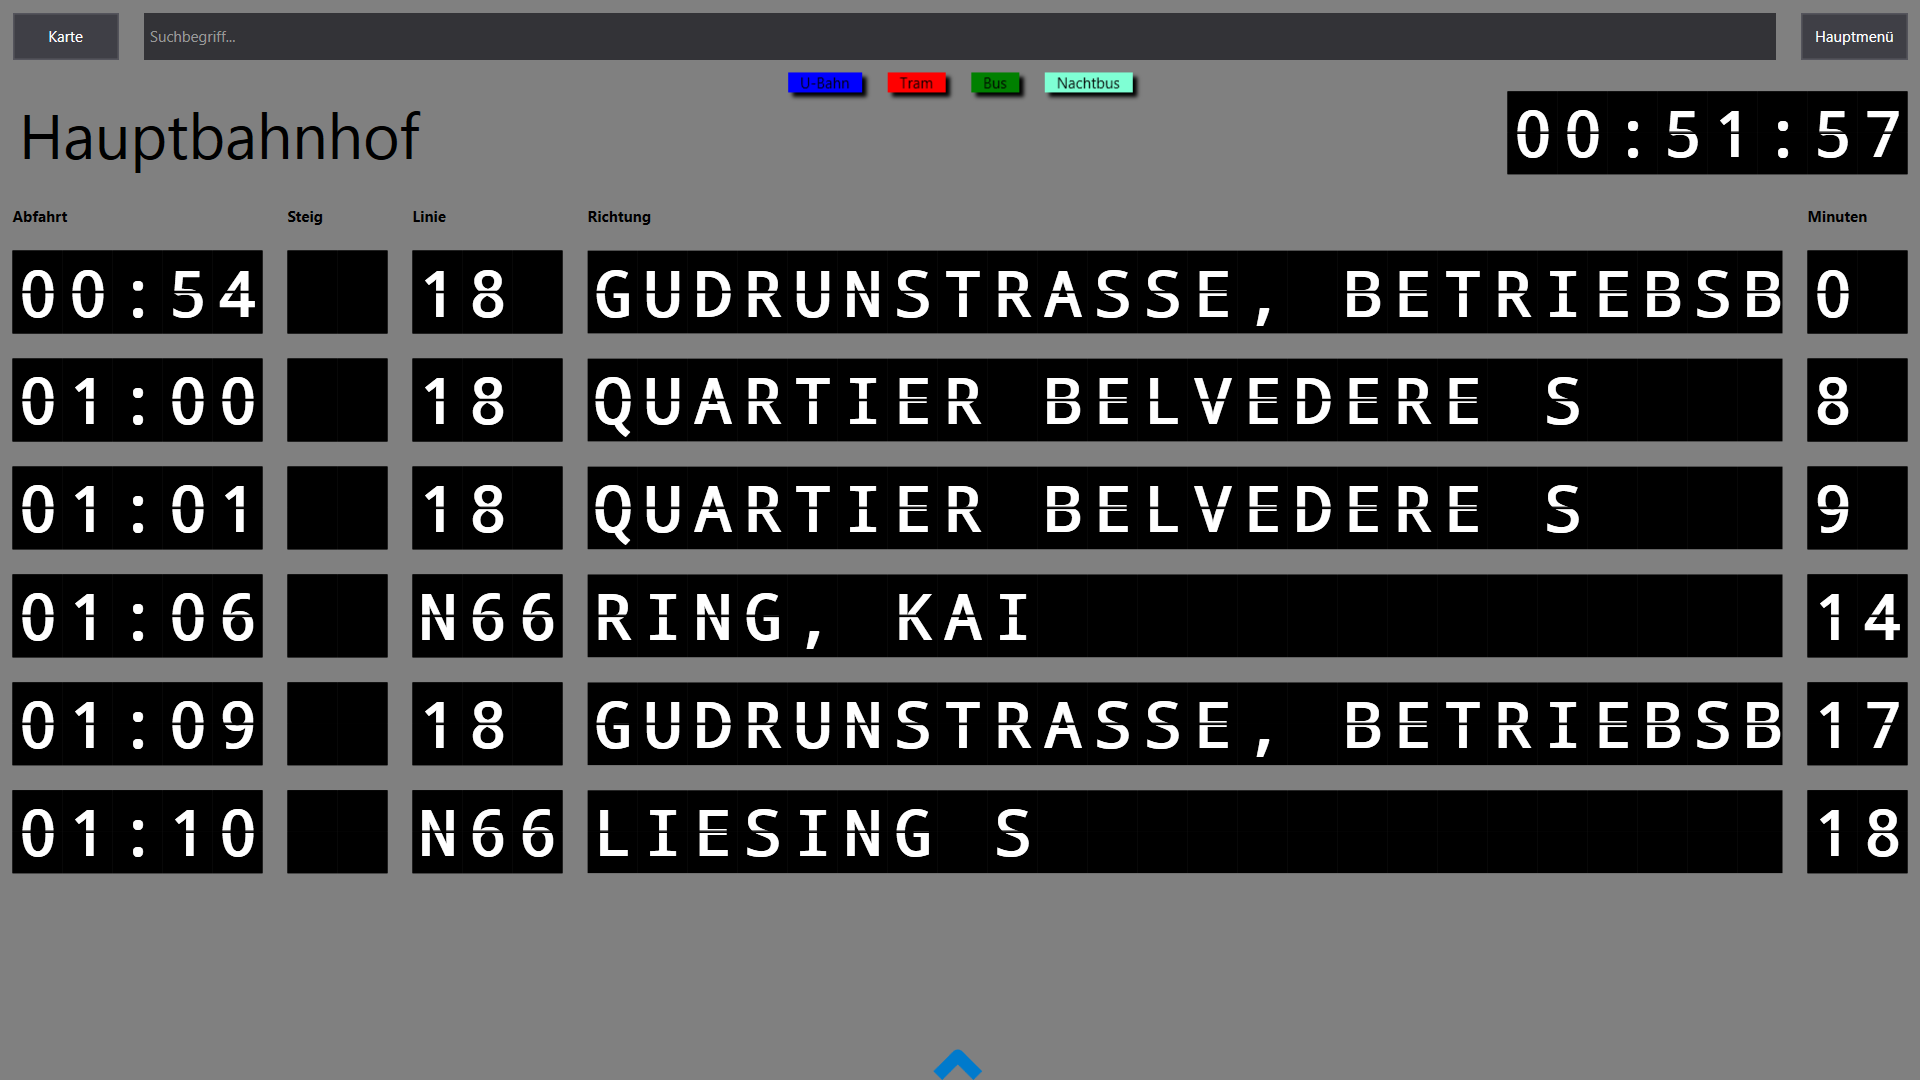 Karte Suchbegriff... Hauptmenü
U-Bahn Tram Bus Nachtbus
Hauptbahnhof 00:51:57
Abfahrt Steig Linie Richtung Minuten
00:54 18 GUDRUNSTRASSE, BETRIEBSB 0
01:00 18 QUARTIER BELVEDERE S 8
01:01 18 QUARTIER BELVEDERE S 9
01:06 N66 RING, KAI 14
01:09 18 GUDRUNSTRASSE, BETRIEBSB 17
01:10 N66 LIESING S 18